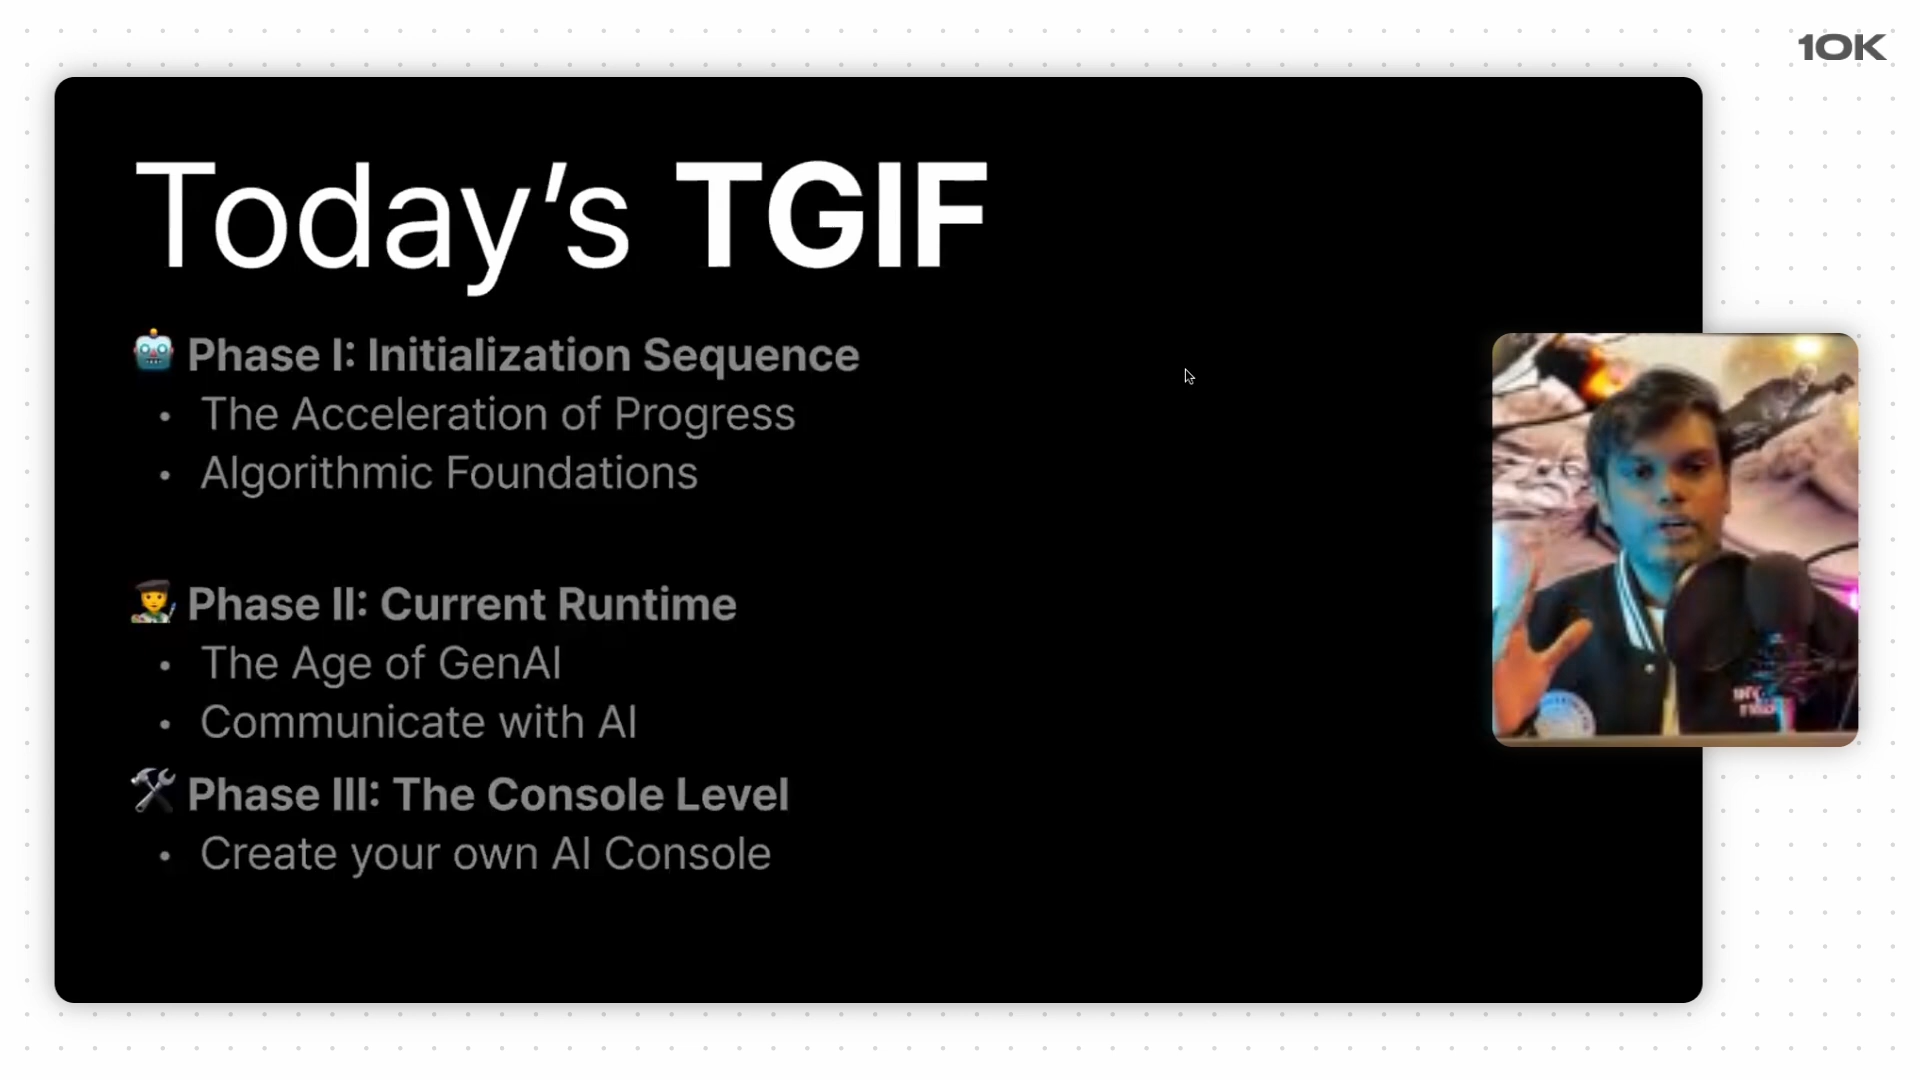 10K
Today’s TGIF
🤖 Phase I: Initialization Sequence
• The Acceleration of Progress
• Algorithmic Foundations
👩‍🎨 Phase II: Current Runtime
• The Age of GenAI
• Communicate with AI
🛠️ Phase III: The Console Level
• Create your own AI Console